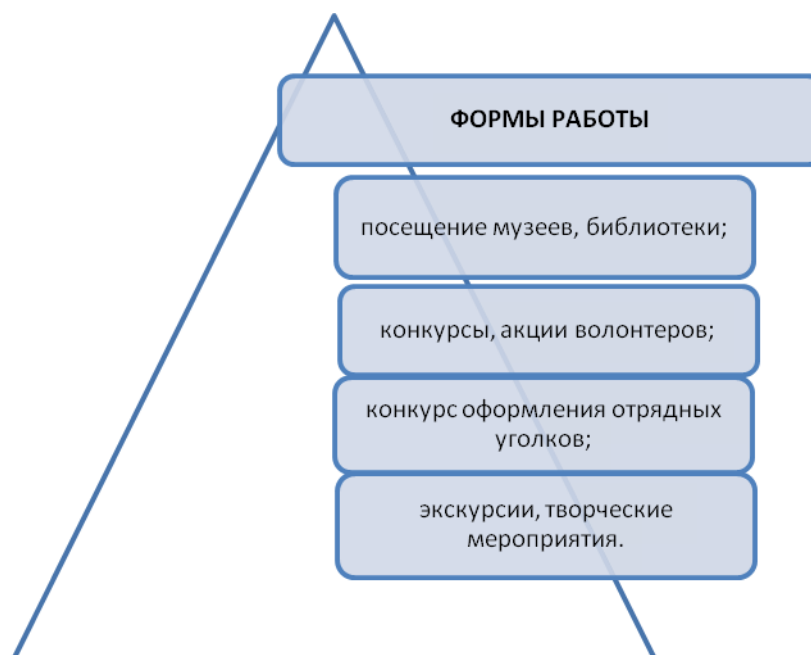 ФОРМЫ РАБОТЫ
посещение музеев, библиотеки;
конкурсы, акции волонтеров;
конкурс оформления отрядных
уголков;
экскурсии, творческие
мероприятия.